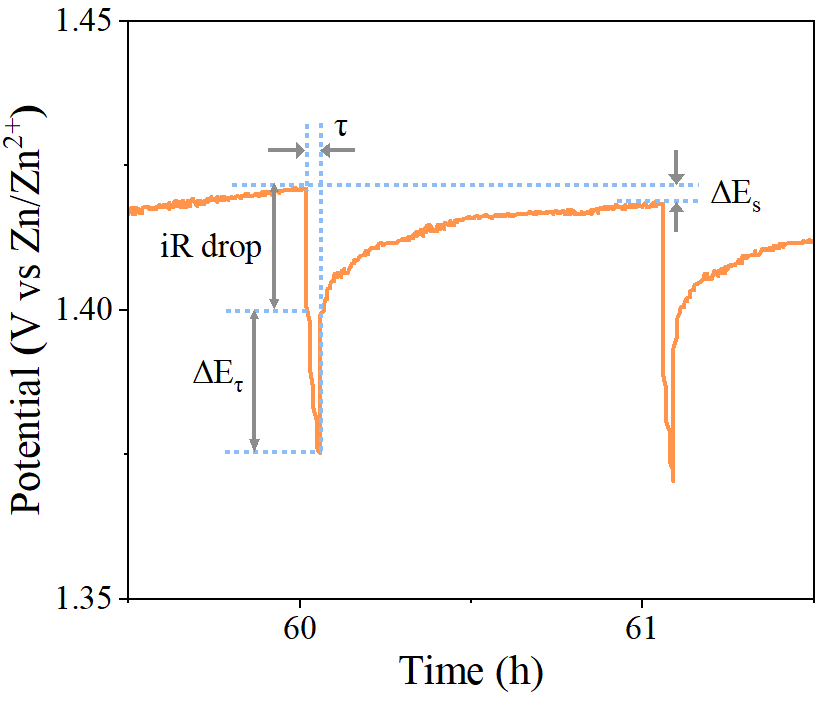 1.45
τ
ΔEs
iR drop
1.40
ΔEτ
1.35
60
61
Time (h)
Potential (V vs Zn/Zn²⁺)